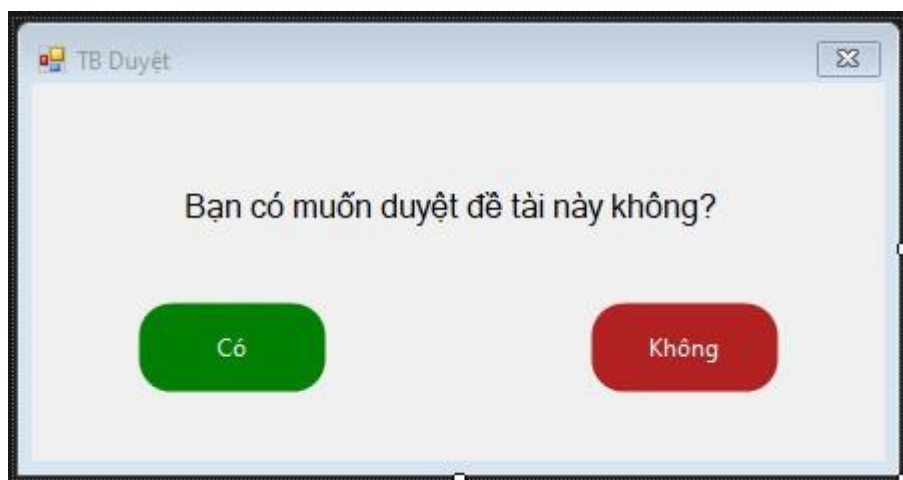 TB Duyệt
Bạn có muốn duyệt đề tài này không?
Có
Không